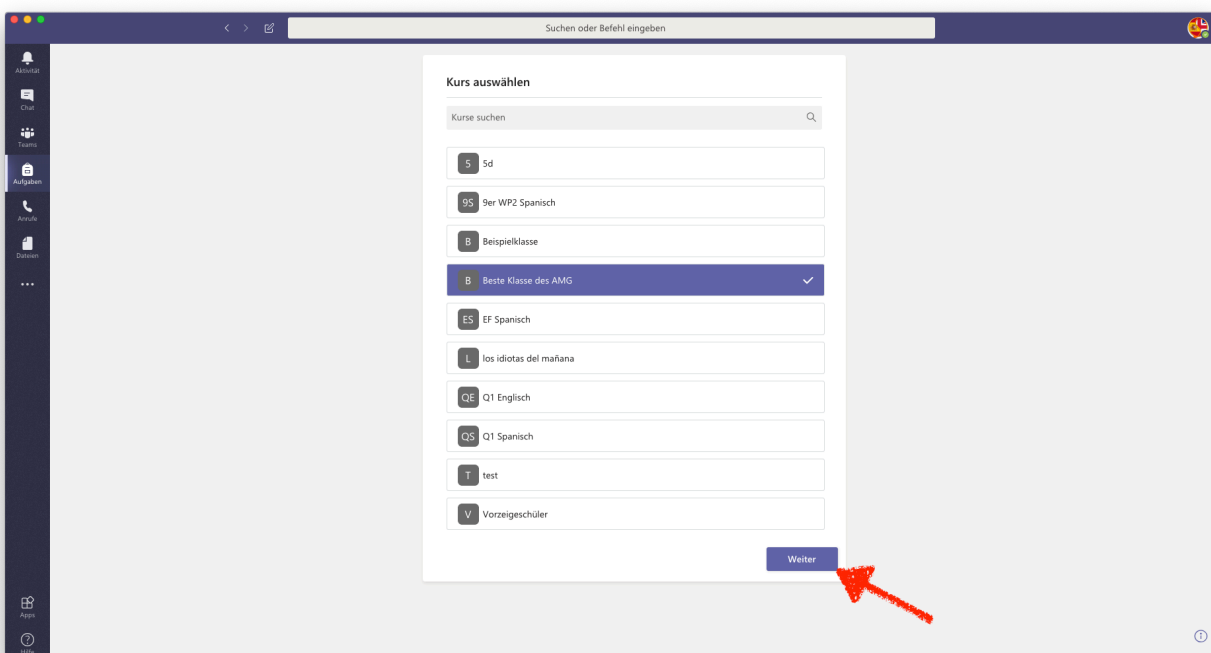 Suchen oder Befehl eingeben
Aktivität
Chat
Teams
Aufgaben
Anrufe
Dateien
Apps
Hilfe
Kurs auswählen
Kurse suchen
5 5d
9S 9er WP2 Spanisch
B Beispielklasse
B Beste Klasse des AMG
ES EF Spanisch
L los idiotas del mañana
QE Q1 Englisch
QS Q1 Spanisch
T test
V Vorzeigeschüler
Weiter